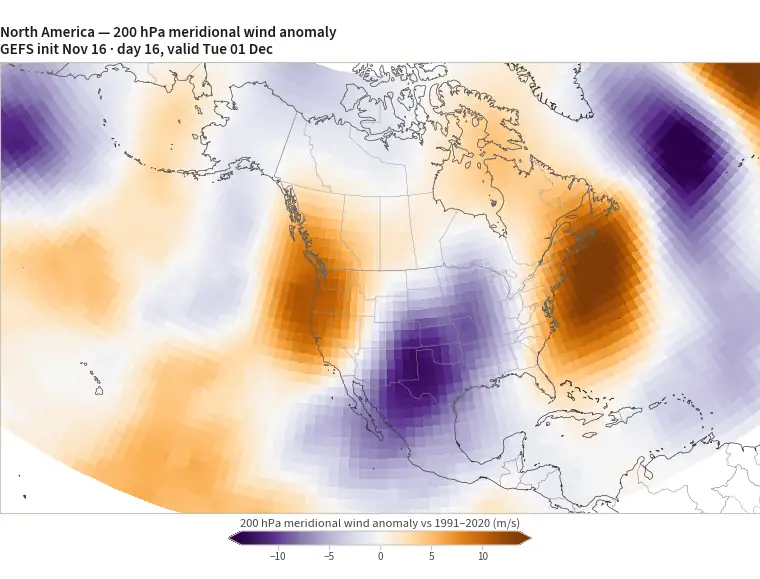 North America — 200 hPa meridional wind anomaly
GEFS init Nov 16 · day 16, valid Tue 01 Dec
200 hPa meridional wind anomaly vs 1991–2020 (m/s)
−10 −5 0 5 10